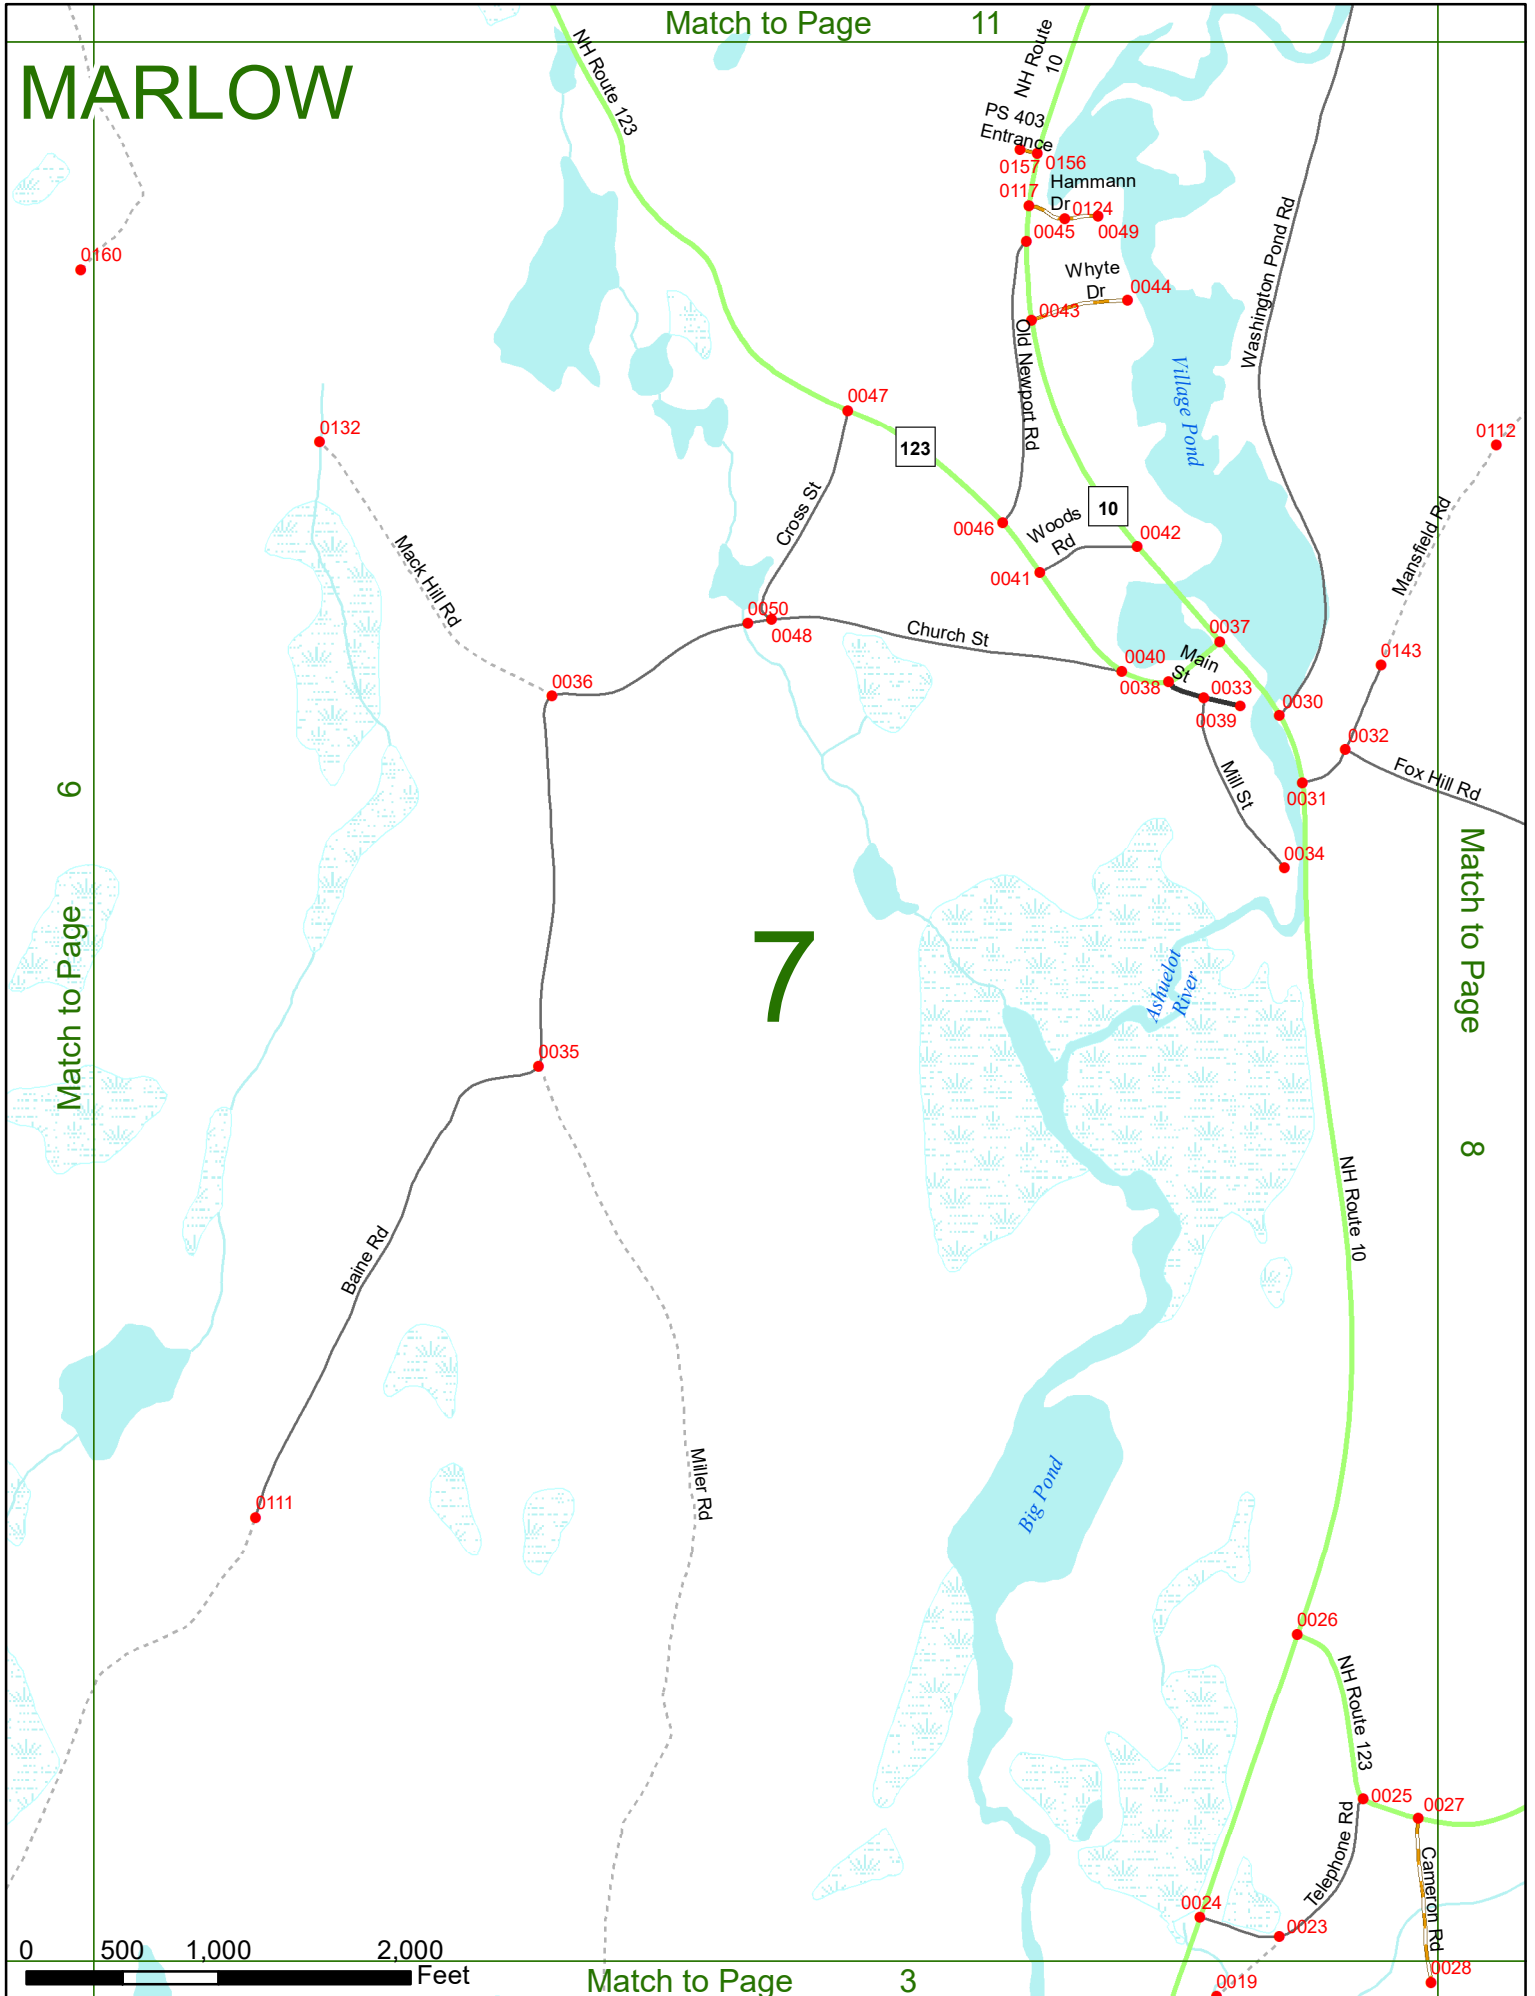 Match to Page 11
MARLOW
NH Route 123
NH Route
10
PS 403
Entrance
0157
0156
0117
Hammann
Dr
0124
0045
0049
0160
Whyte
Dr
0044
0043
Washington Pond Rd
Old Newport Rd
Village Pond
0047
0132
123
0112
Cross St
10
0046
Woods
Rd
0042
Mansfield Rd
Mack Hill Rd
0041
0050
0048
Church St
0037
Main
St
0040
0143
0036
0038
0033
0039
0030
0032
Mill St
0031
Fox Hill Rd
Match to Page 6
0034
Match to Page 8
7
Ashuelot
River
0035
NH Route 10
Baine Rd
Miller Rd
Big Pond
0111
0026
NH Route 123
0025
0027
Telephone Rd
Cameron Rd
0024
0023
0028
0019
0 500 1,000 2,000
Feet
Match to Page 3